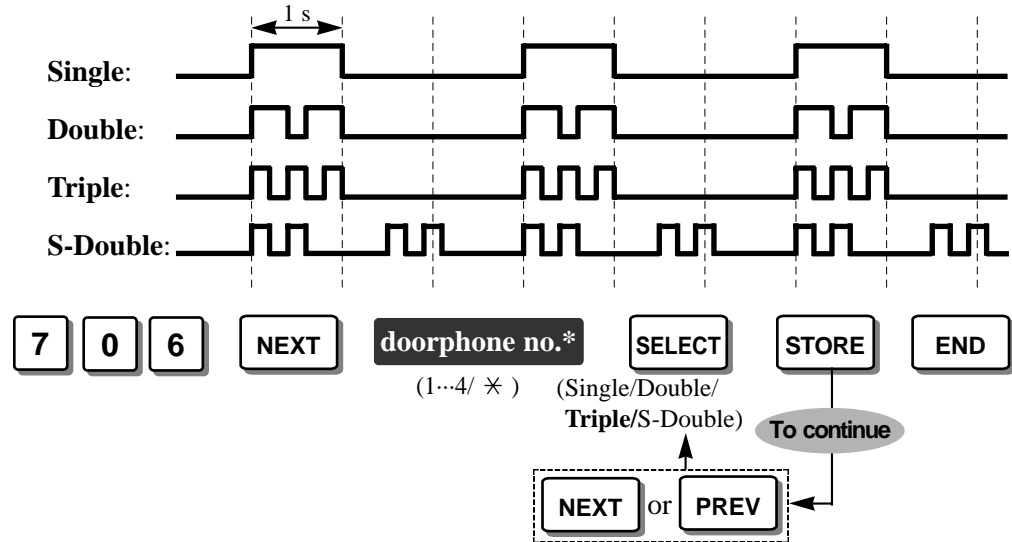 1 s
Single:
Double:
Triple:
S-Double:
7 0 6 NEXT doorphone no.* SELECT STORE END
(1···4/ ✳ ) (Single/Double/
Triple/S-Double)
To continue
NEXT or PREV